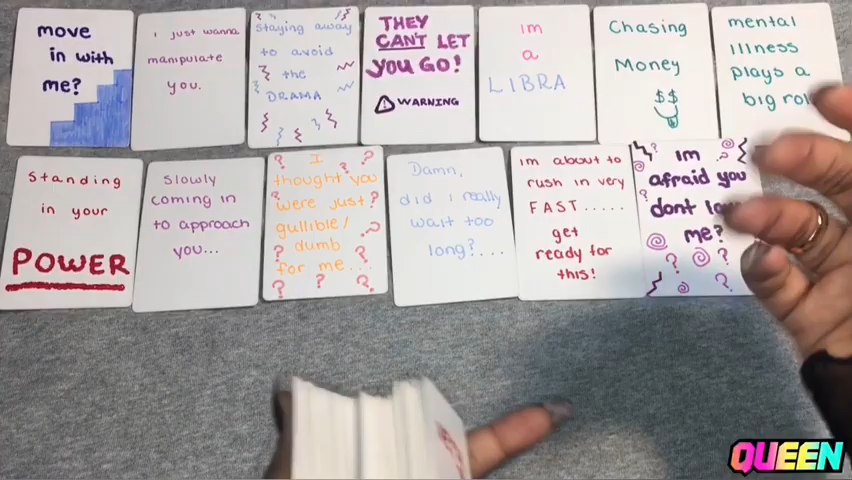 move
in with
me?
I just wanna
manipulate
you.
Staying away
to avoid
the
DRAMA
THEY
CAN'T LET
YOU GO!
WARNING
Im
a
LIBRA
Chasing
Money
$$
mental
Illness
plays a
big
Standing
in your
POWER
Slowly
coming in
to approach
you...
I
thought you
were just
gullible/
dumb
for me...
Damn,
did I really
wait too
long?...
Im about to
rush in very
FAST.....
get
ready for
this!
Im
afraid you
dont
me?
QUEEN